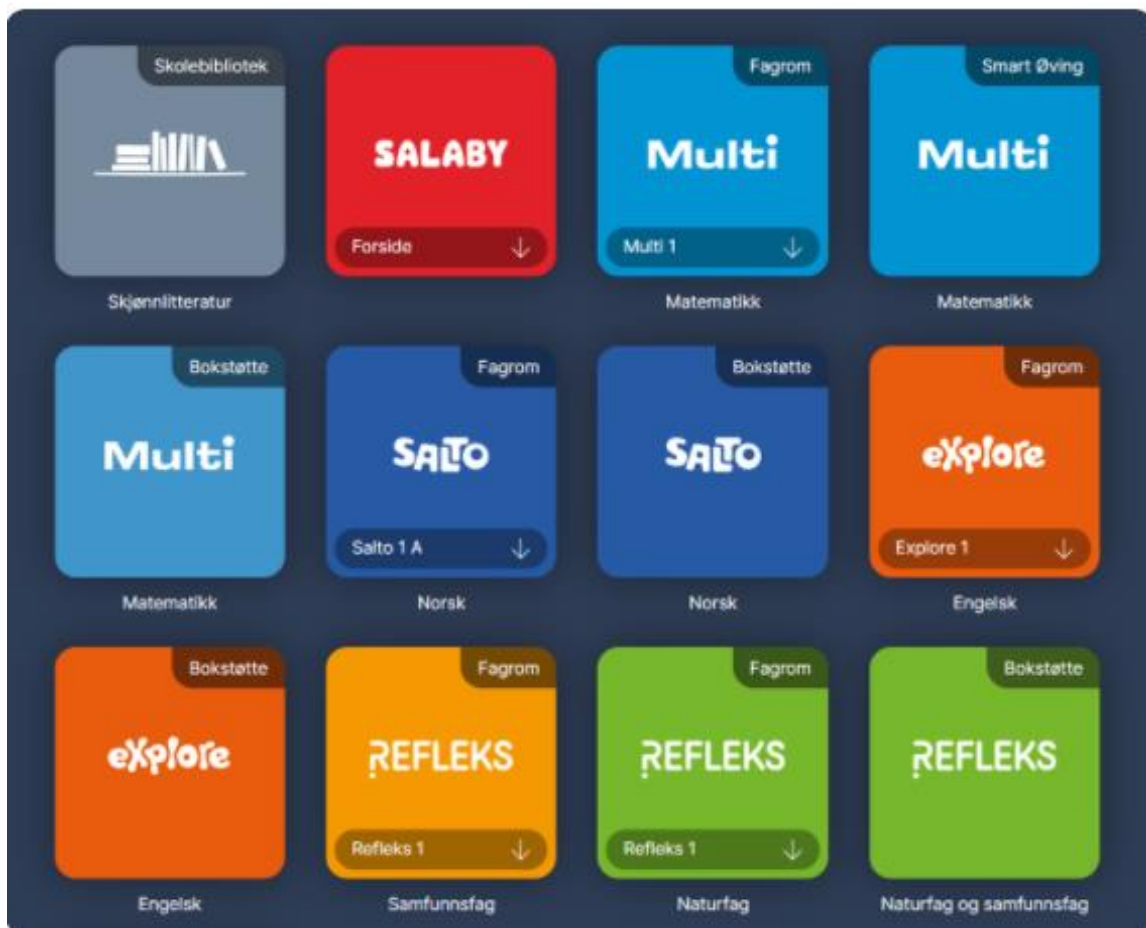 Skolebibliotek
Skjønnlitteratur
SALABY
Forside
Fagrom
Multi
Multi 1
Matematikk
Smart Øving
Multi
Matematikk
Bokstøtte
Multi
Matematikk
Fagrom
SALTO
Salto 1 A
Norsk
Bokstøtte
SALTO
Norsk
Fagrom
eXplore
Explore 1
Engelsk
Bokstøtte
eXplore
Engelsk
Fagrom
REFLEKS
Refleks 1
Samfunnsfag
Fagrom
REFLEKS
Refleks 1
Naturfag
Bokstøtte
REFLEKS
Naturfag og samfunnsfag